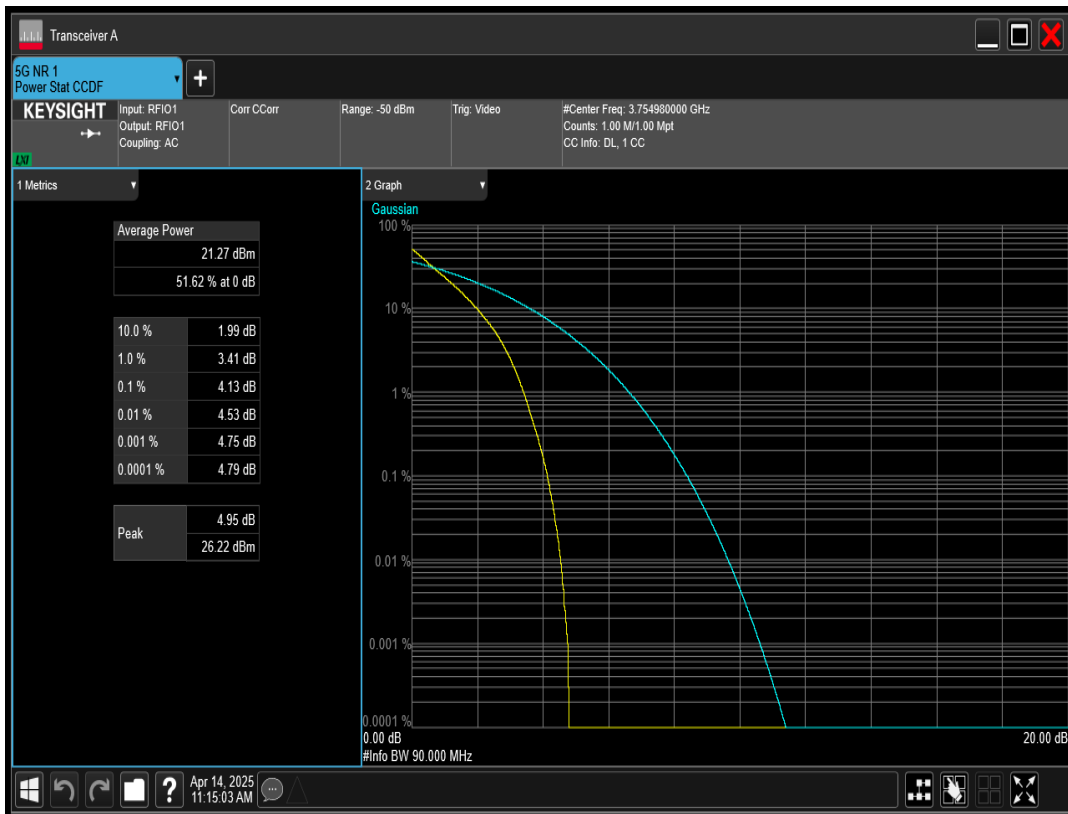 Transceiver A
5G NR 1
Power Stat CCDF
+
KEYSIGHT
LXI
Input: RFIO1
Output: RFIO1
Coupling: AC
Corr CCorr
Range: -50 dBm
Trig: Video
#Center Freq: 3.754980000 GHz
Counts: 1.00 M/1.00 Mpt
CC Info: DL, 1 CC
1 Metrics
Average Power
21.27 dBm
51.62 % at 0 dB
10.0 % 1.99 dB
1.0 % 3.41 dB
0.1 % 4.13 dB
0.01 % 4.53 dB
0.001 % 4.75 dB
0.0001 % 4.79 dB
Peak
4.95 dB
26.22 dBm
2 Graph
Gaussian
100 %
10 %
1 %
0.1 %
0.01 %
0.001 %
0.0001 %
0.00 dB 20.00 dB
#Info BW 90.000 MHz
?
Apr 14, 2025
11:15:03 AM